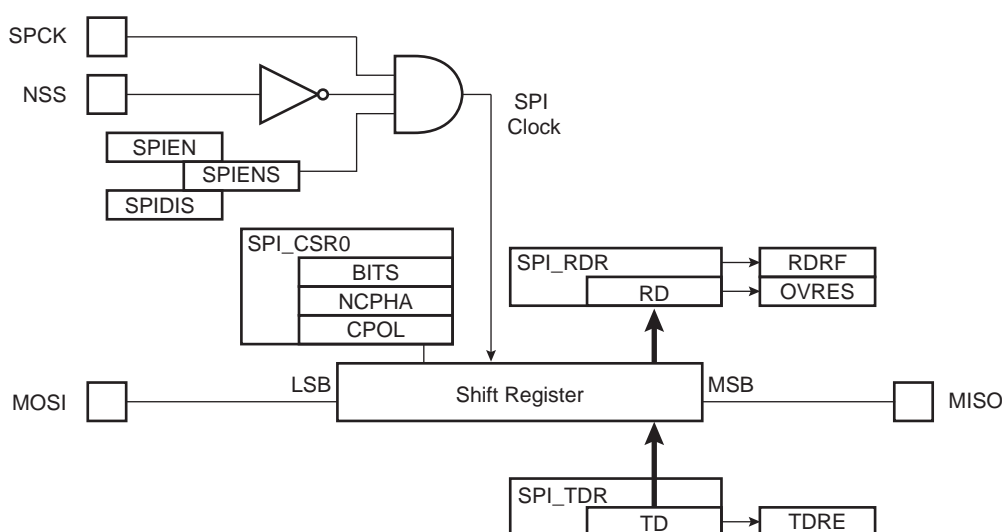 SPCK
NSS
SPIEN
SPIENS
SPIDIS
SPI
Clock
SPI_CSR0
BITS
NCPHA
CPOL
SPI_RDR
RD
RDRF
OVRES
MOSI
LSB
Shift Register
MSB
MISO
SPI_TDR
TD
TDRE